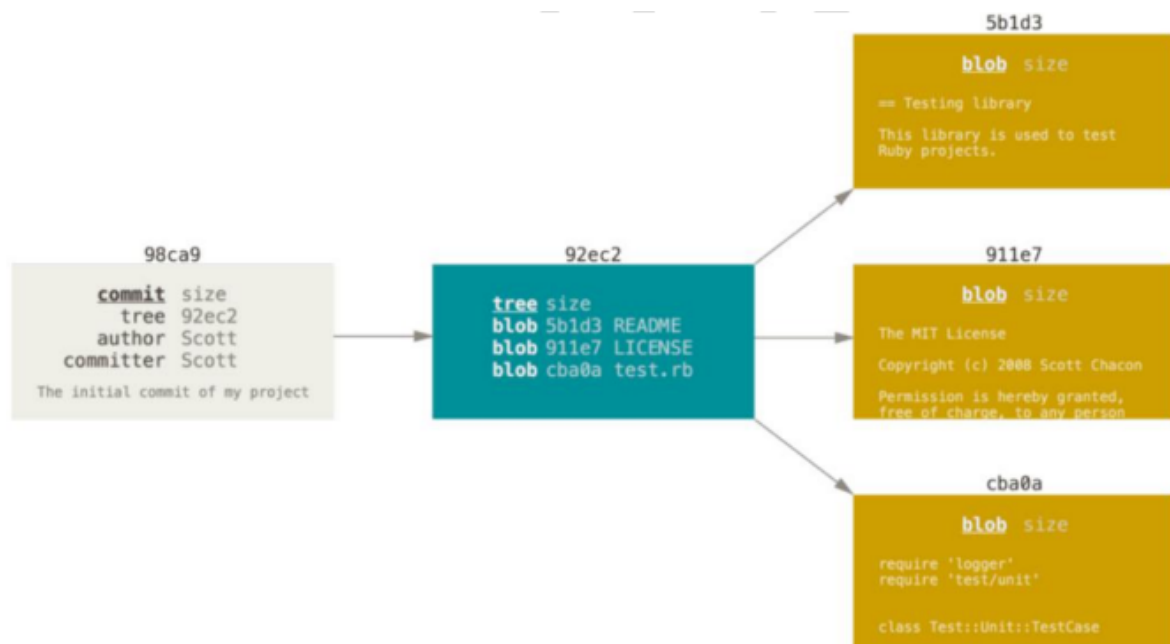 98ca9
commit size
tree 92ec2
author Scott
committer Scott
The initial commit of my project
92ec2
tree size
blob 5b1d3 README
blob 911e7 LICENSE
blob cba0a test.rb
5b1d3
blob size
== Testing library
This library is used to test
Ruby projects.
911e7
blob size
The MIT License
Copyright (c) 2008 Scott Chacon
Permission is hereby granted,
free of charge, to any person
cba0a
blob size
require 'logger'
require 'test/unit'
class Test::Unit::TestCase